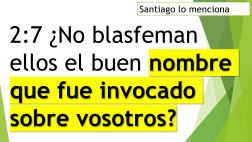 Santiago lo menciona
2:7 ¿No blasfeman
ellos el buen nombre
que fue invocado
sobre vosotros?